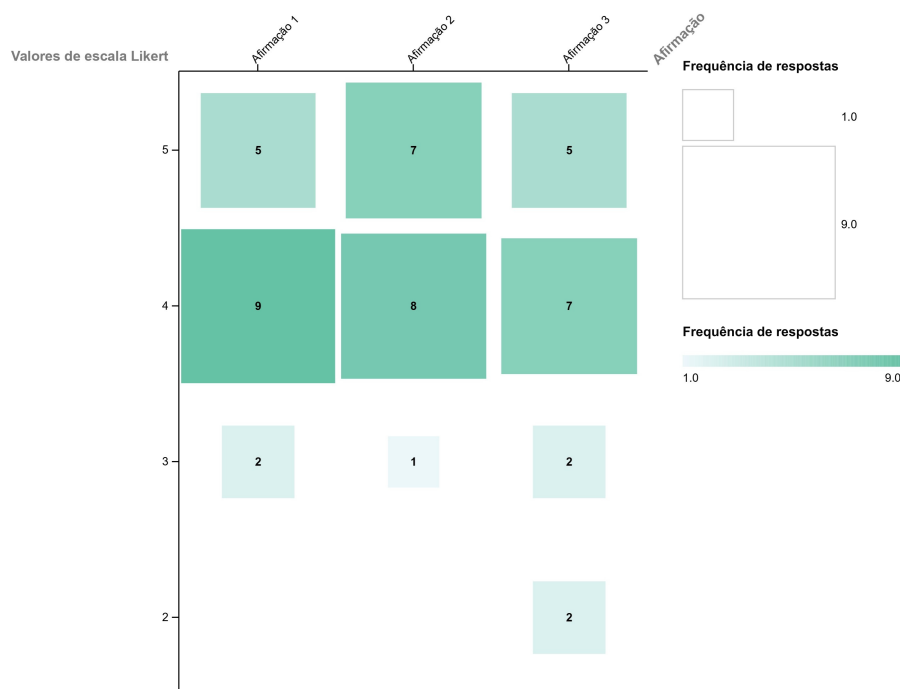 Afirmação 1
Afirmação 2
Afirmação 3
Afirmação
Valores de escala Likert
5
5
7
5
4
9
8
7
3
2
1
2
2
2
Frequência de respostas
1.0
9.0
Frequência de respostas
1.0
9.0